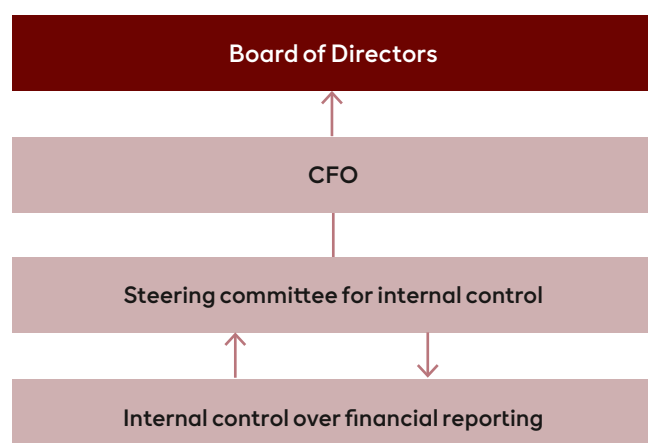 Board of Directors
CFO
Steering committee for internal control
Internal control over financial reporting